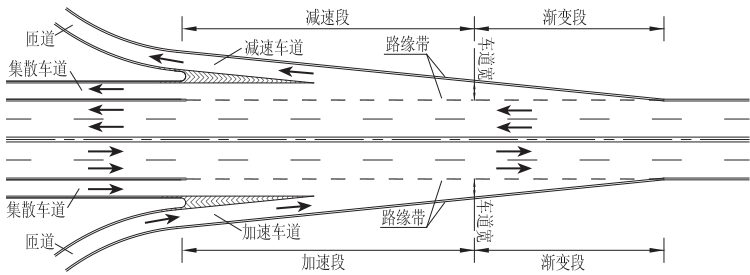 减速段
渐变段
匝道
减速车道
路缘带
车道宽
集散车道
集散车道
路缘带
车道宽
加速车道
匝道
加速段
渐变段